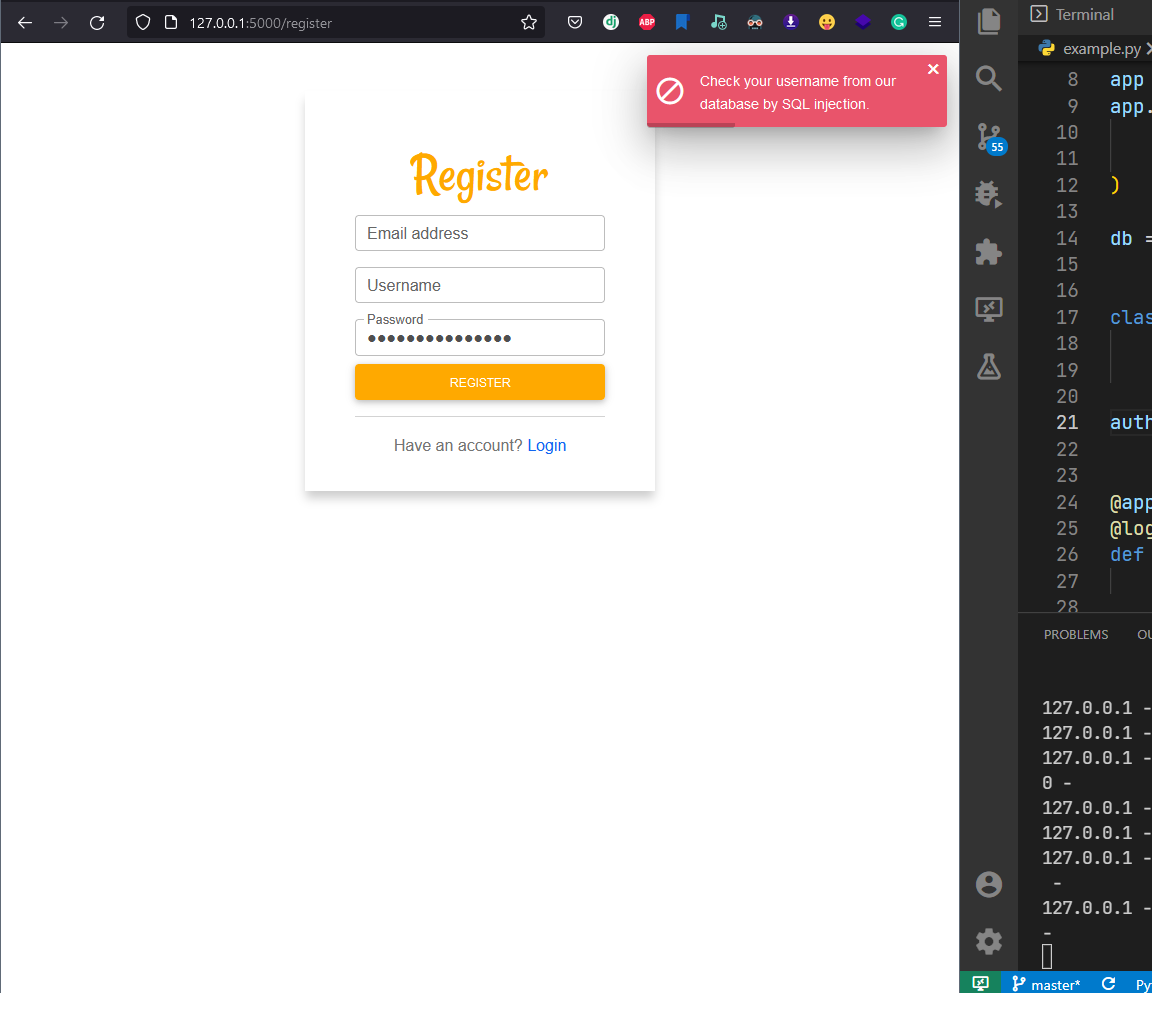 127.0.0.1:5000/register
ABP
Check your username from our
database by SQL injection.
Register
Email address
Username
Password
REGISTER
Have an account? Login
Terminal
example.py
55
8 app
9 app.
10
11
12 )
13
14 db =
15
16
17 clas
18
19
20
21 auth
22
23
24 @app
25 @log
26 def
27
28
PROBLEMS OU
127.0.0.1 -
127.0.0.1 -
127.0.0.1 -
0 -
127.0.0.1 -
127.0.0.1 -
127.0.0.1 -
-
127.0.0.1 -
-
master* Py